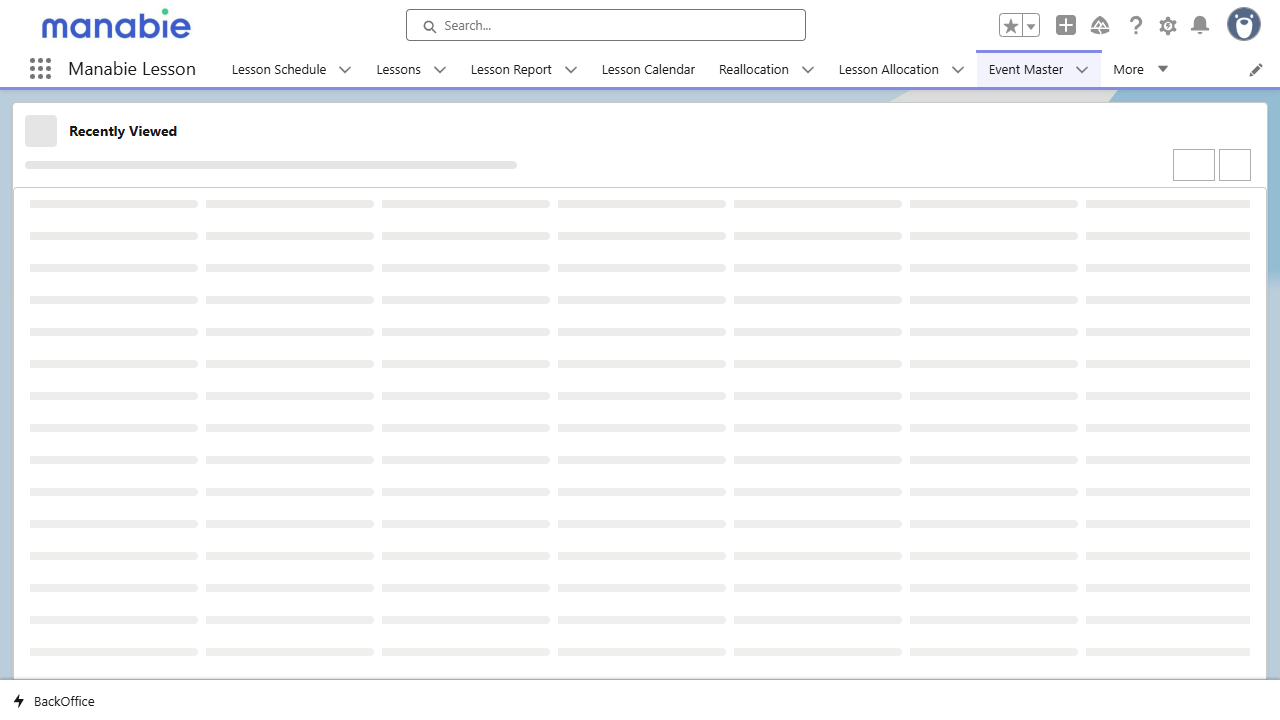 manabie
Search...
Manabie Lesson
Lesson Schedule
Lessons
Lesson Report
Lesson Calendar
Reallocation
Lesson Allocation
Event Master
More
Recently Viewed
BackOffice